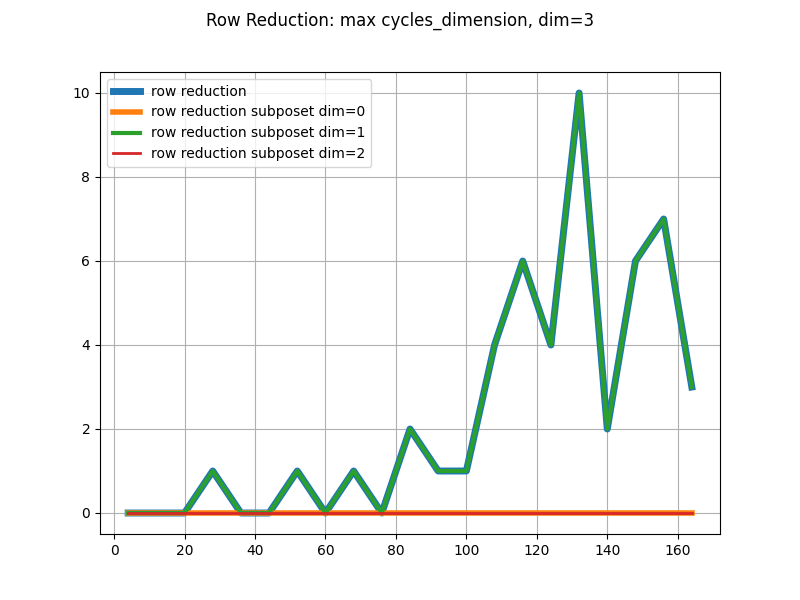 Row Reduction: max cycles_dimension, dim=3
row reduction
row reduction subposet dim=0
row reduction subposet dim=1
row reduction subposet dim=2
10
8
6
4
2
0
0 20 40 60 80 100 120 140 160